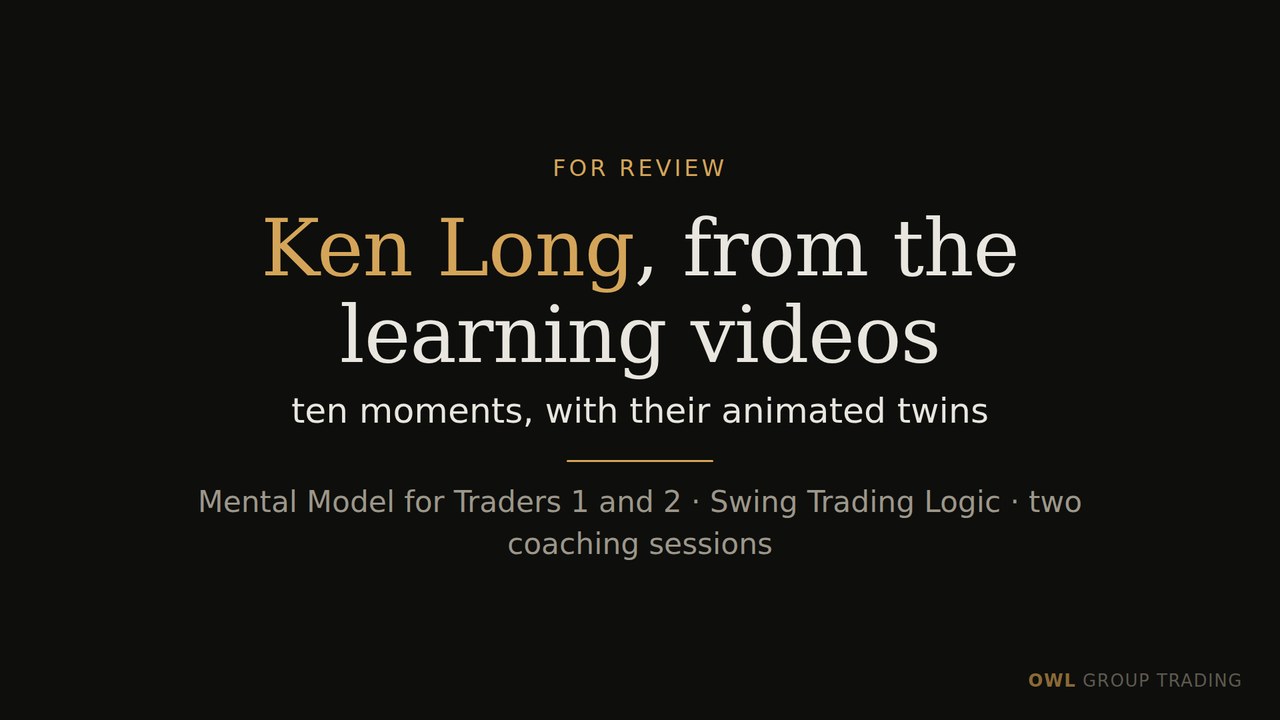 FOR REVIEW
Ken Long, from the
learning videos
ten moments, with their animated twins
Mental Model for Traders 1 and 2 · Swing Trading Logic · two
coaching sessions
OWL GROUP TRADING